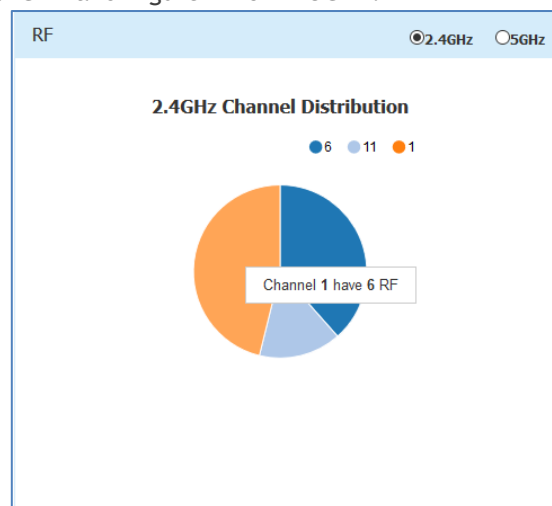 RF 2.4GHz 5GHz
2.4GHz Channel Distribution
6 11 1
Channel 1 have 6 RF